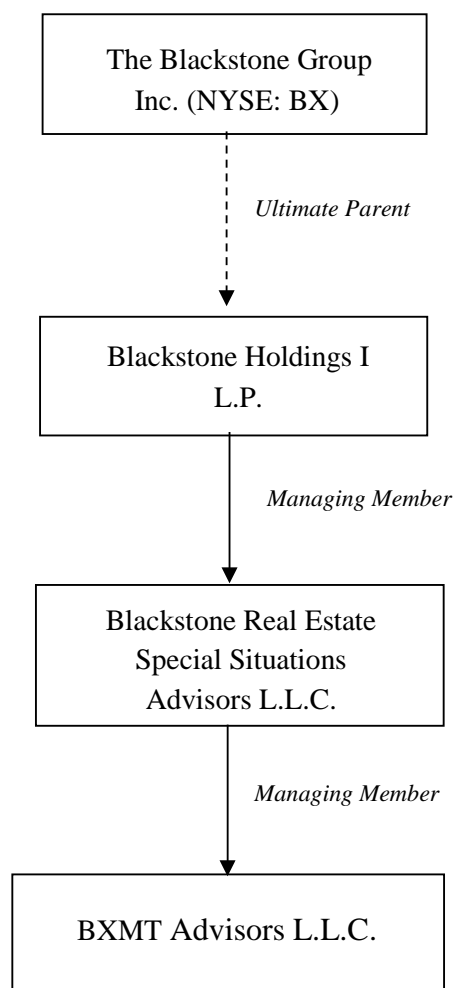 The Blackstone Group
Inc. (NYSE: BX)
Ultimate Parent
Blackstone Holdings I
L.P.
Managing Member
Blackstone Real Estate
Special Situations
Advisors L.L.C.
Managing Member
BXMT Advisors L.L.C.